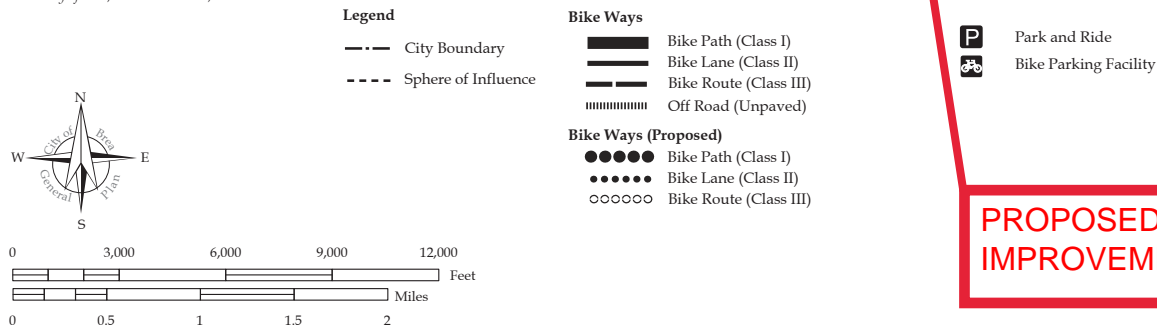 Legend
City Boundary
Sphere of Influence
Bike Ways
Bike Path (Class I)
Bike Lane (Class II)
Bike Route (Class III)
Off Road (Unpaved)
Bike Ways (Proposed)
Bike Path (Class I)
Bike Lane (Class II)
Bike Route (Class III)
P Park and Ride
Bike Parking Facility
N
W E
S
City of Brea
General Plan
0 3,000 6,000 9,000 12,000
Feet
Miles
0 0.5 1 1.5 2
PROPOSED
IMPROVEM